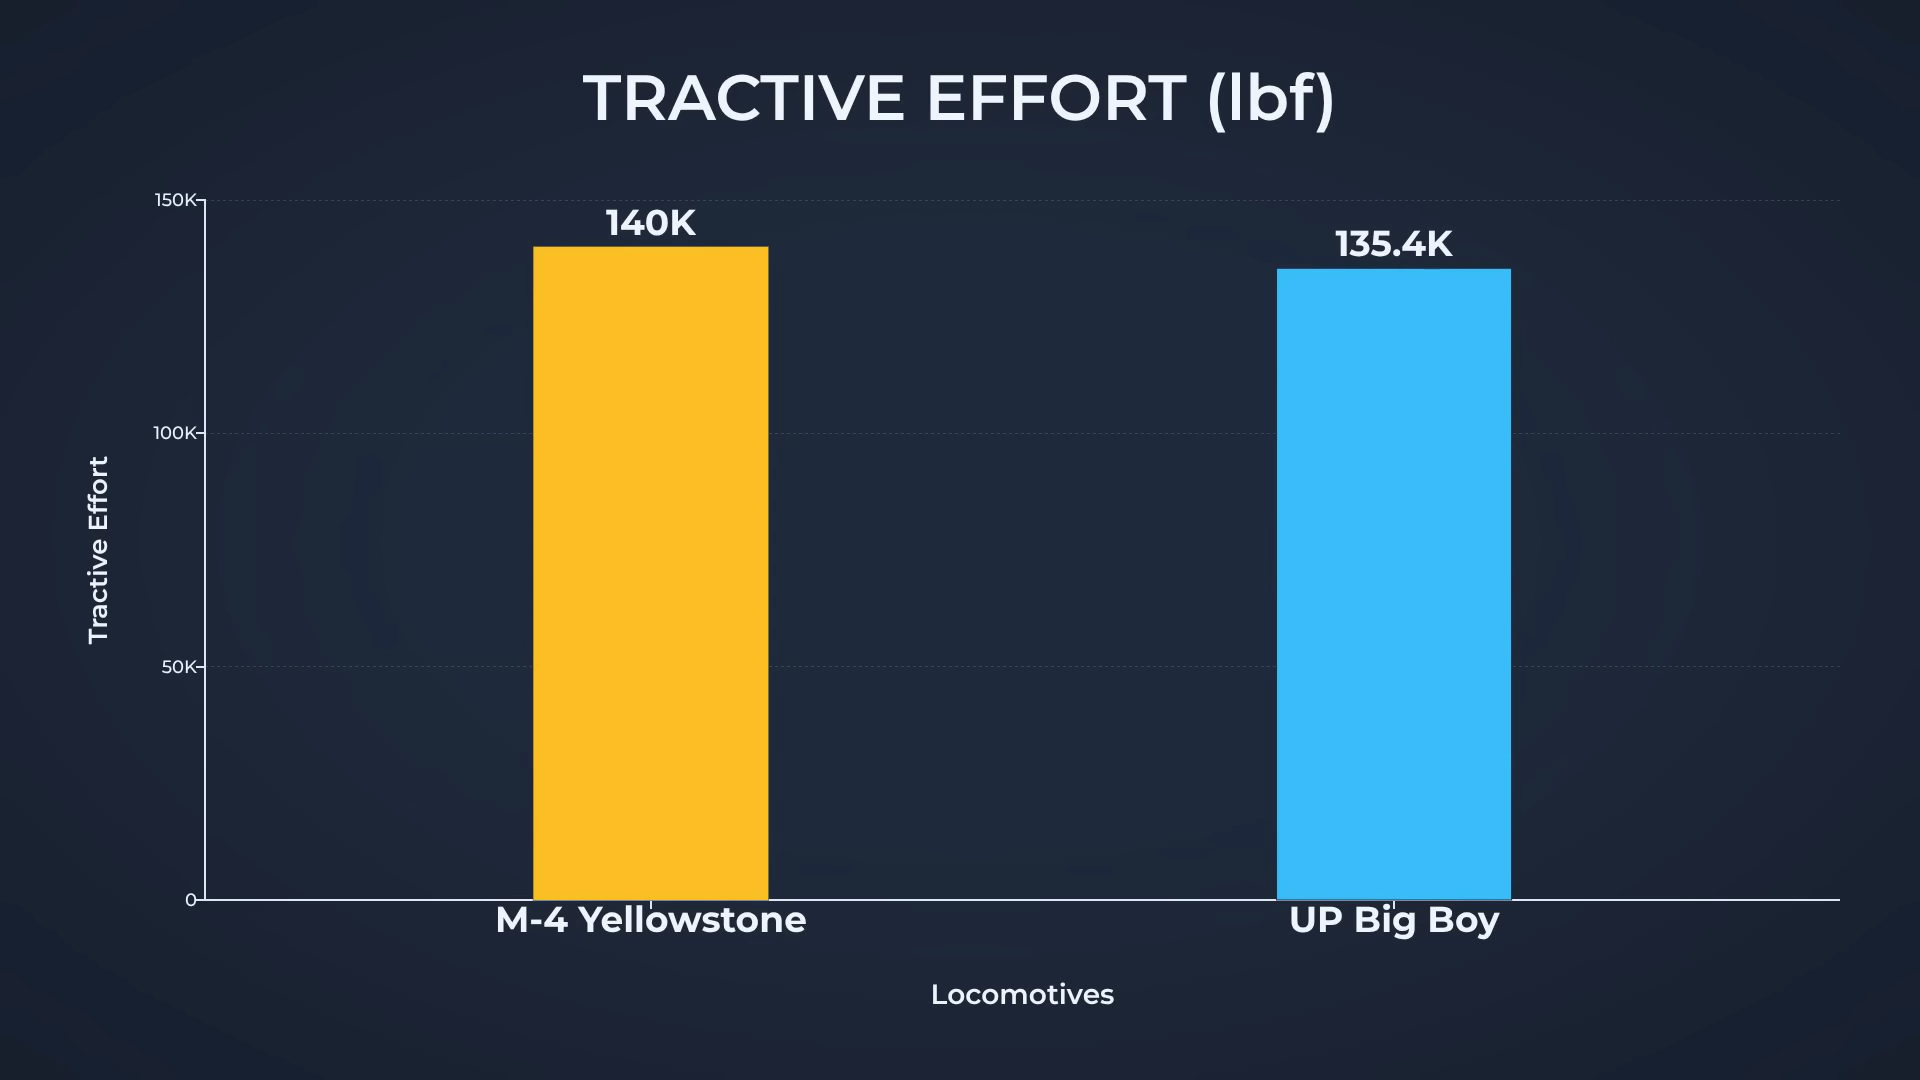 TRACTIVE EFFORT (lbf)
150K
140K
135.4K
100K
Tractive Effort
50K
0
M-4 Yellowstone
UP Big Boy
Locomotives